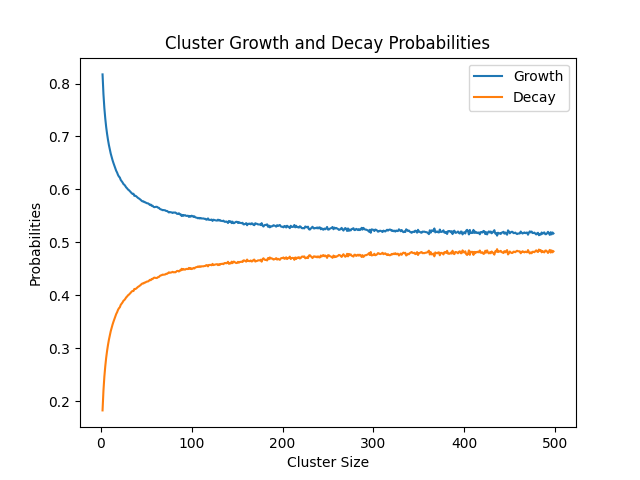 Cluster Growth and Decay Probabilities
Growth
Decay
Probabilities
0.8
0.7
0.6
0.5
0.4
0.3
0.2
0 100 200 300 400 500
Cluster Size